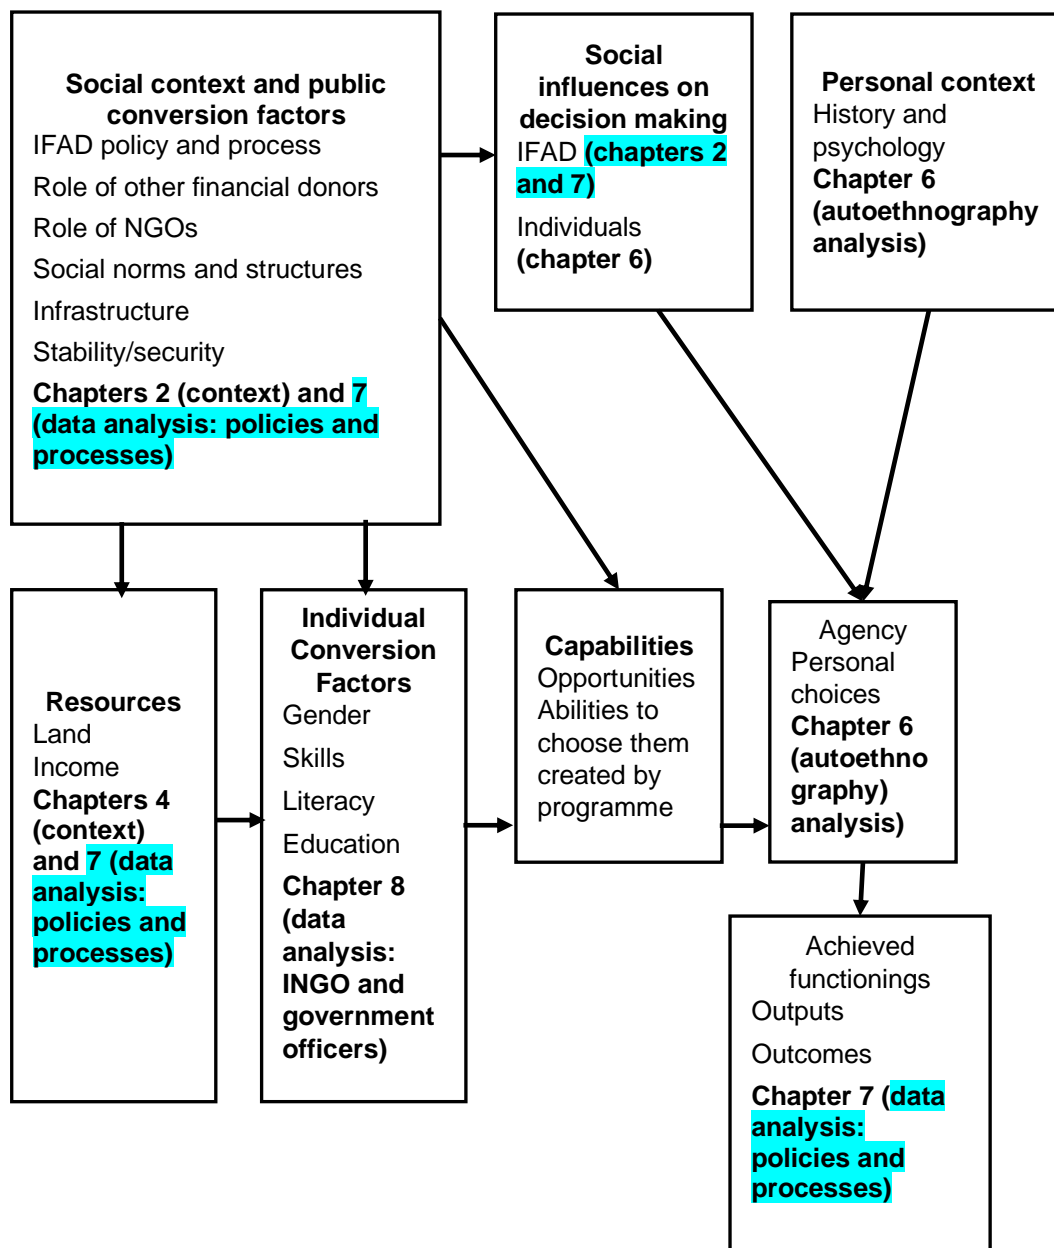 Social context and public
conversion factors
IFAD policy and process
Role of other financial donors
Role of NGOs
Social norms and structures
Infrastructure
Stability/security
Chapters 2 (context) and 7
(data analysis: policies and
processes)
Social
influences on
decision making
IFAD (chapters 2
and 7)
Individuals
(chapter 6)
Personal context
History and
psychology
Chapter 6
(autoethnography
analysis)
Resources
Land
Income
Chapters 4
(context)
and 7 (data
analysis:
policies and
processes)
Individual
Conversion
Factors
Gender
Skills
Literacy
Education
Chapter 8
(data
analysis:
INGO and
government
officers)
Capabilities
Opportunities
Abilities to
choose them
created by
programme
Agency
Personal
choices
Chapter 6
(autoethno
graphy)
analysis)
Achieved
functionings
Outputs
Outcomes
Chapter 7 (data
analysis:
policies and
processes)